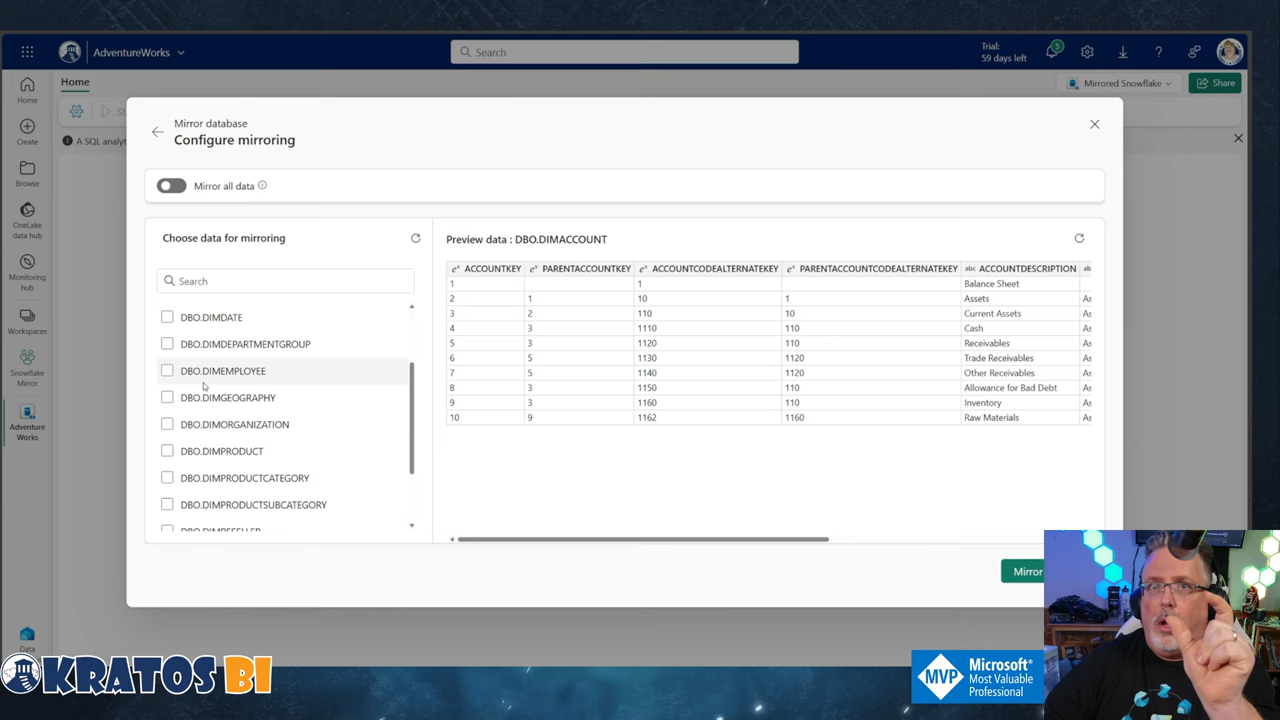 AdventureWorks
Search
Trial:
59 days left
5
Home
Home
Mirrored Snowflake
Share
Create
A SQL analyt
Browse
OneLake
data hub
Monitoring
hub
Workspaces
Snowflake
Mirror
Adventure
Works
Data
Mirror database
Configure mirroring
Mirror all data
Choose data for mirroring
Search
DBO.DIMDATE
DBO.DIMDEPARTMENTGROUP
DBO.DIMEMPLOYEE
DBO.DIMGEOGRAPHY
DBO.DIMORGANIZATION
DBO.DIMPRODUCT
DBO.DIMPRODUCTCATEGORY
DBO.DIMPRODUCTSUBCATEGORY
DBO.DIMRESELLER
Preview data : DBO.DIMACCOUNT
ACCOUNTKEY PARENTACCOUNTKEY ACCOUNTCODEALTERNATEKEY PARENTACCOUNTCODEALTERNATEKEY abc ACCOUNTDESCRIPTION ab
1 1 Balance Sheet
2 1 10 1 Assets As
3 2 110 10 Current Assets As
4 3 1110 110 Cash As
5 3 1120 110 Receivables As
6 5 1130 1120 Trade Receivables As
7 5 1140 1120 Other Receivables As
8 3 1150 110 Allowance for Bad Debt As
9 3 1160 110 Inventory As
10 9 1162 1160 Raw Materials As
Mirror
KRATOS BI
MVP
Microsoft
Most Valuable
Professional